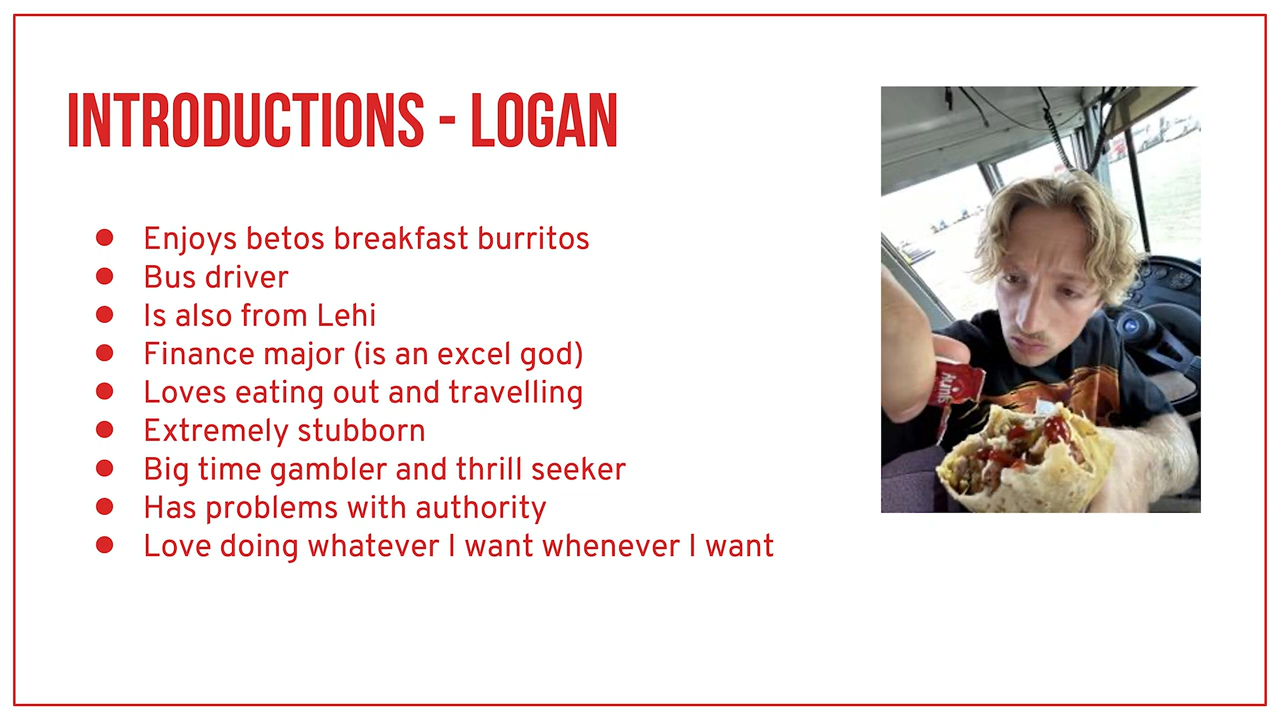 INTRODUCTIONS - LOGAN
Enjoys betos breakfast burritos
Bus driver
Is also from Lehi
Finance major (is an excel god)
Loves eating out and travelling
Extremely stubborn
Big time gambler and thrill seeker
Has problems with authority
Love doing whatever I want whenever I want